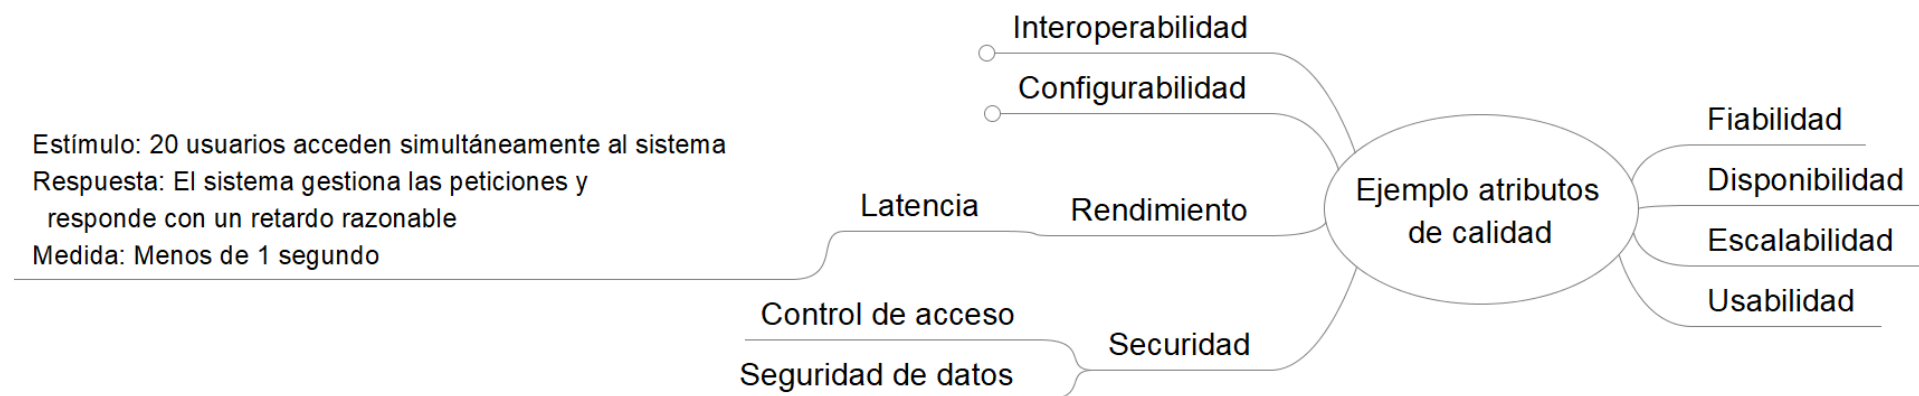 Interoperabilidad
Configurabilidad
Estímulo: 20 usuarios acceden simultáneamente al sistema
Respuesta: El sistema gestiona las peticiones y
responde con un retardo razonable
Medida: Menos de 1 segundo
Latencia
Rendimiento
Control de acceso
Seguridad de datos
Securidad
Ejemplo atributos
de calidad
Fiabilidad
Disponibilidad
Escalabilidad
Usabilidad